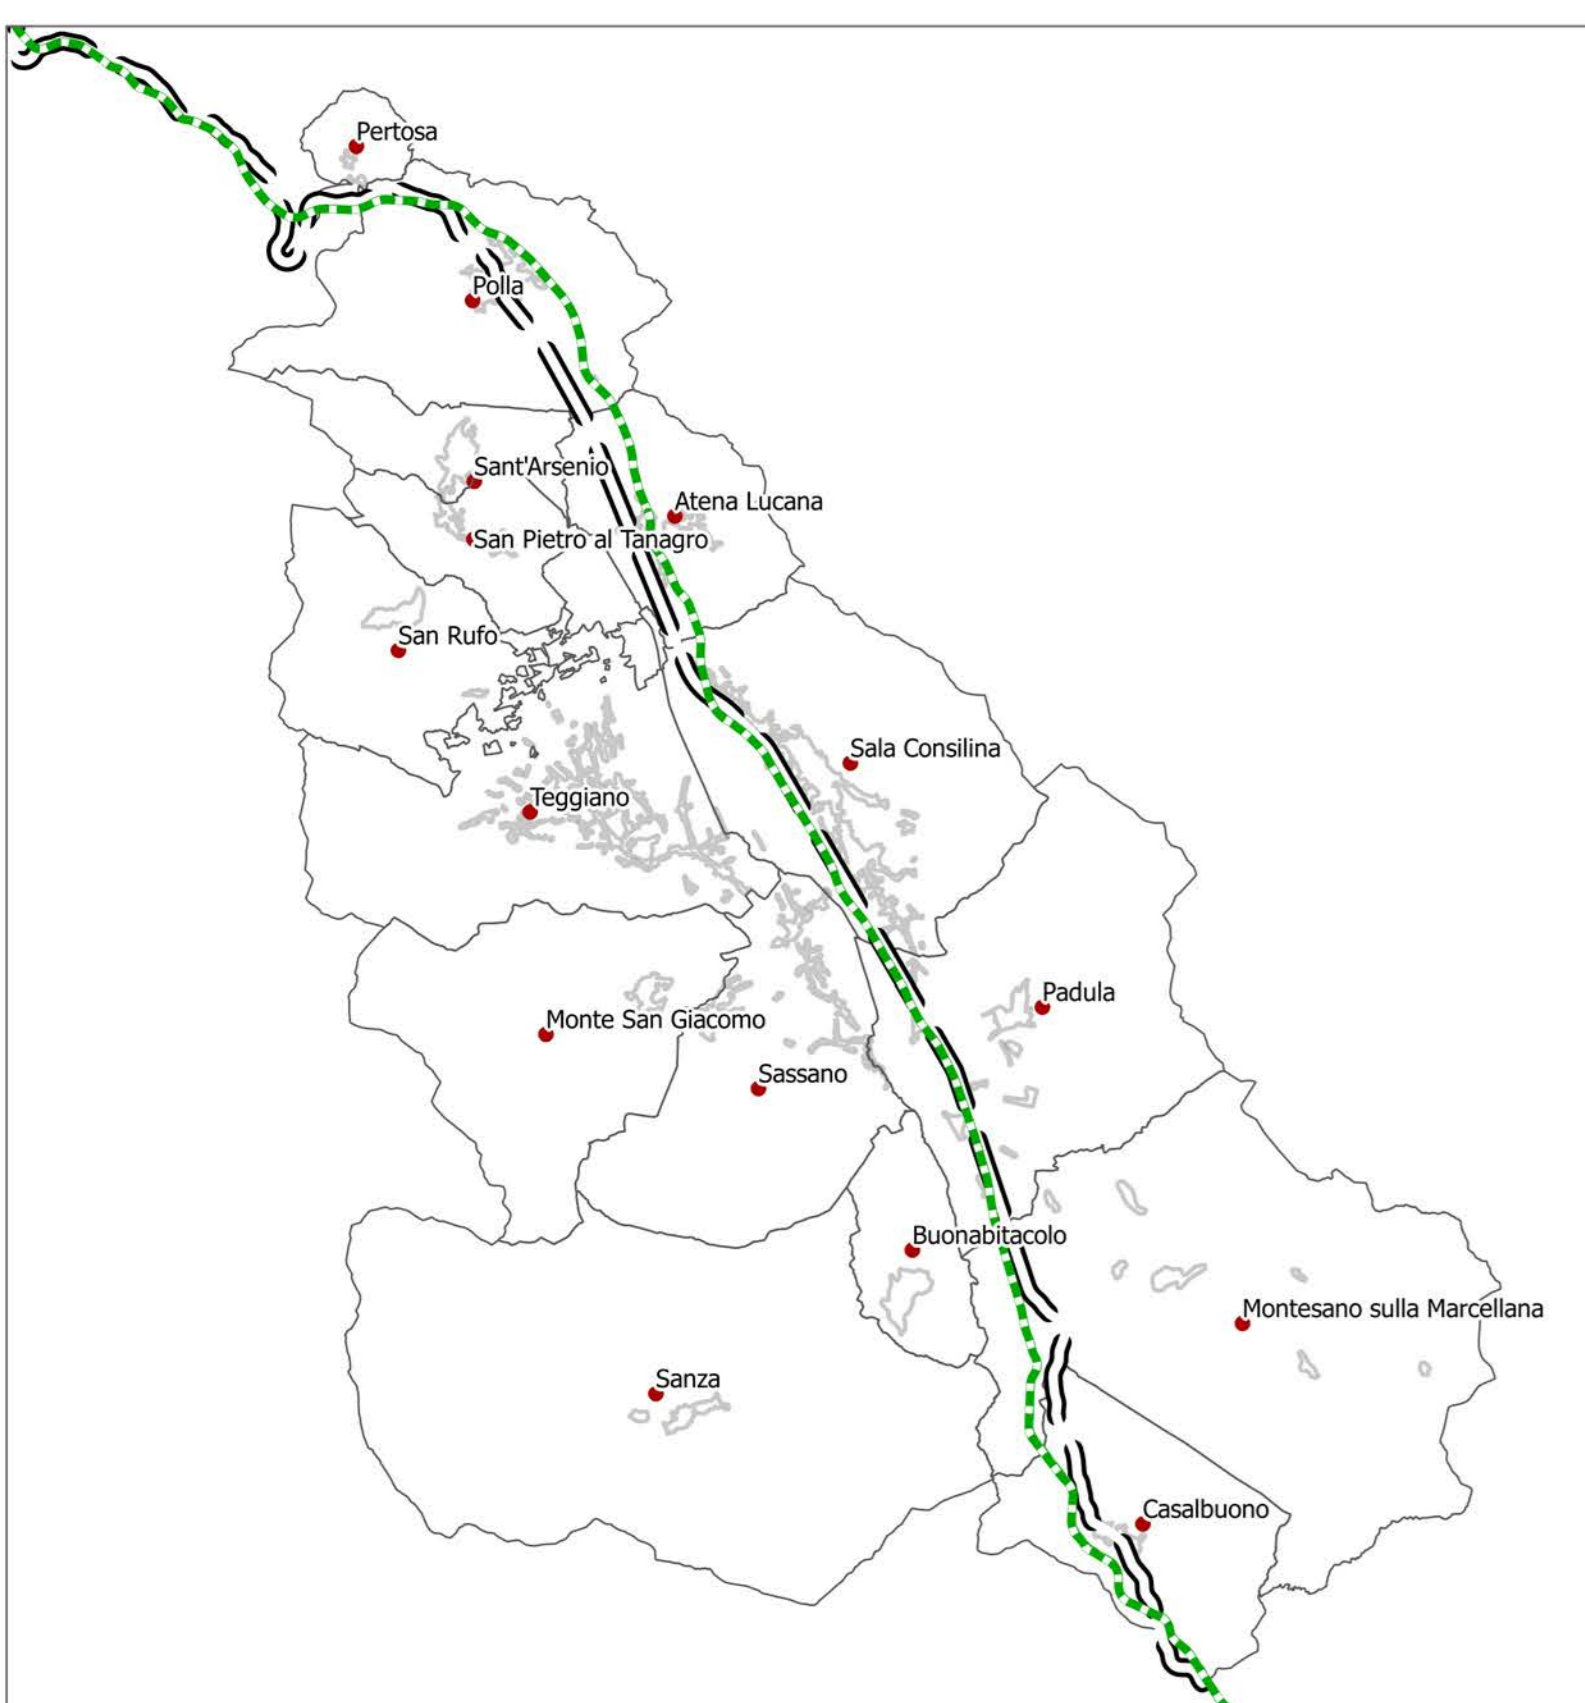 Pertosa
Polla
Sant'Arsenio
Atena Lucana
San Pietro al Tanagro
San Rufo
Sala Consilina
Teggiano
Padula
Monte San Giacomo
Sassano
Buonabitacolo
Montesano sulla Marcellana
Sanza
Casalbuono